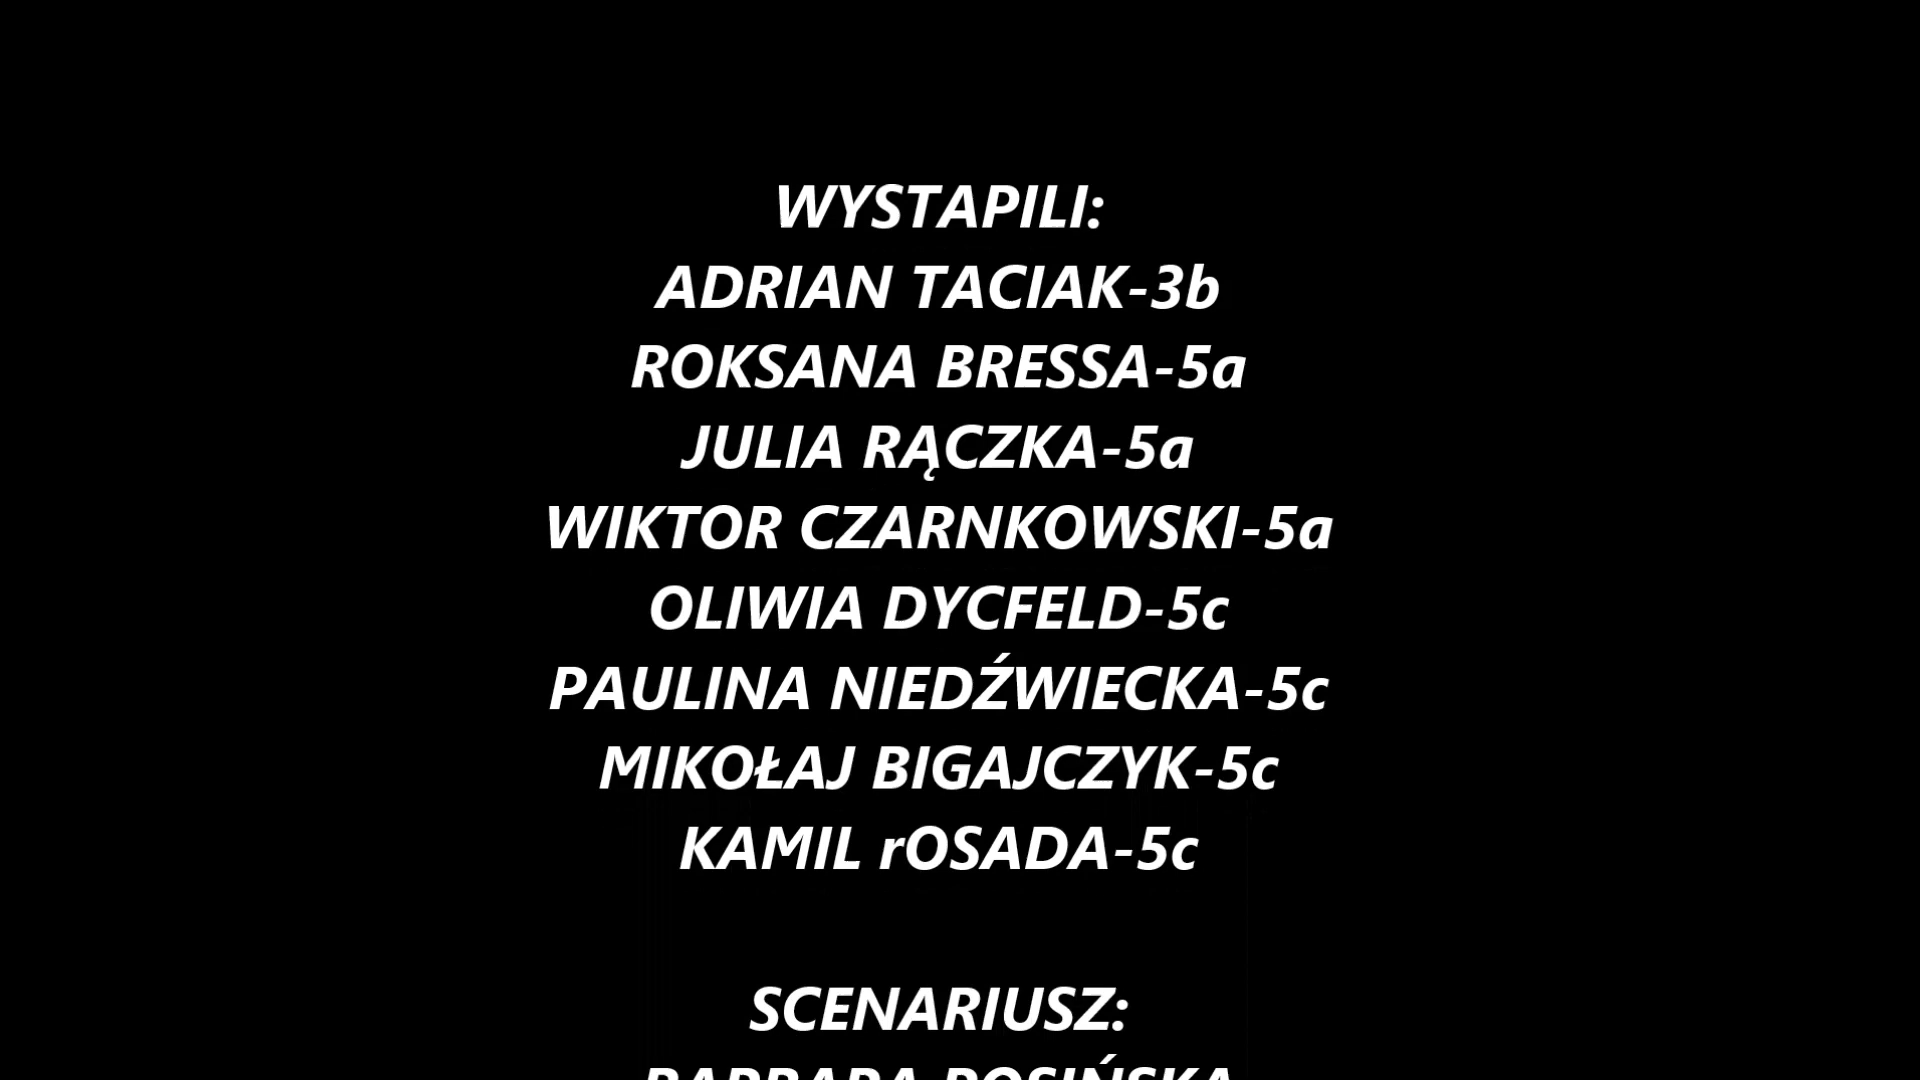 WYSTAPILI:
ADRIAN TACIAK-3b
ROKSANA BRESSA-5a
JULIA RĄCZKA-5a
WIKTOR CZARNKOWSKI-5a
OLIWIA DYCFELD-5c
PAULINA NIEDŹWIECKA-5c
MIKOŁAJ BIGAJCZYK-5c
KAMIL rOSADA-5c
SCENARIUSZ:
BARBARA